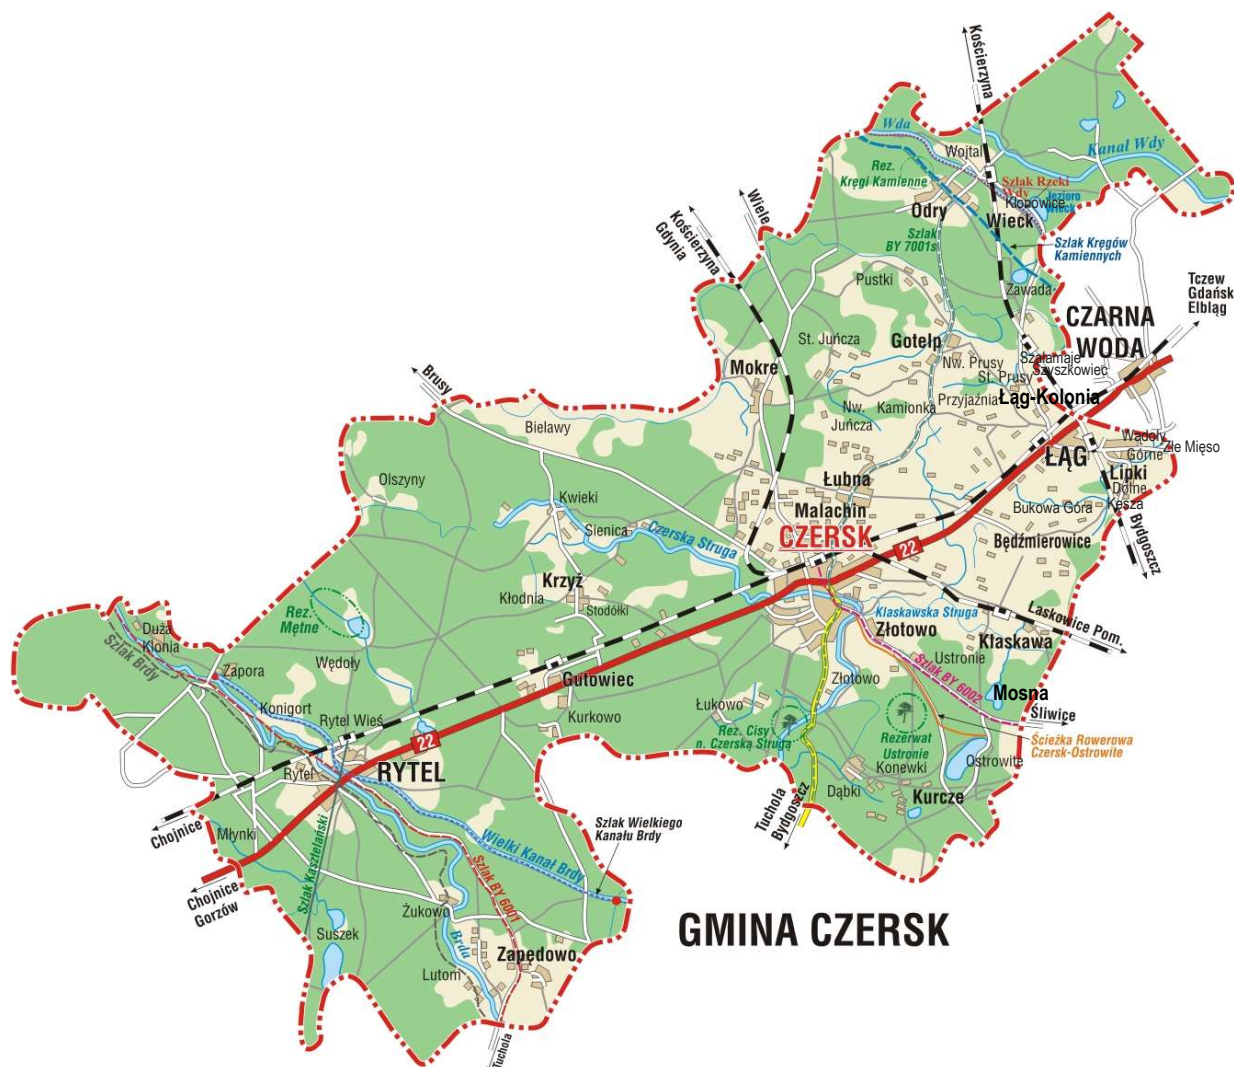 Kościerzyna
Wda
Kanał Wdy
Wojtal
Rez.
Kręgi Kamienne
Szlak Rzeki
Wdy
Klonowice
Jezioro
Wieck
Wiele
Kościerzyna
Gdynia
Odry
Wieck
Szlak
BY 7001s
Szlak Kręgów
Kamiennych
Pustki
Zawada
Tczew
Gdańsk
Elbląg
CZARNA
WODA
St. Juńcza
Gotelp
Mokre
Nw. Prusy
Szałamaje
Szyszkowiec
St. Prusy
Brusy
Przyjaźnia
Łąg-Kolonia
Nw.
Juńcza
Kamionka
Bielawy
Wądoły
Górne
Złe Mięso
ŁĄG
Lipki
Dolne
Kęsza
Olszyny
Łubna
Malachin
Bukowa Góra
Bydgoszcz
Kwieki
Sienica
Czerska Struga
CZERSK
22
Będźmierowice
Krzyż
Kłodnia
Stodółki
Rez.
Mętne
Klaskawska Struga
Laskowice Pom.
Złotowo
Klaskawa
Duża
Klonia
Szlak Brdy
Wędoły
Zapora
Gutowiec
Ustronie
Szlak BY 6002
Złotowo
Mosna
Śliwice
Konigort
Rytel Wieś
Kurkowo
Łukowo
Rez. Cisy
n. Czerską Strugą
Rezerwat
Ustronie
Ścieżka Rowerowa
Czersk-Ostrowite
22
Rytel
RYTEL
Konewki
Ostrowite
Dąbki
Kurcze
Tuchola
Bydgoszcz
Chojnice
Młynki
Szlak Wielkiego
Kanału Brdy
Wielki Kanał Brdy
Szlak BY 6001
Szlak Kasztelański
Chojnice
Gorzów
Żukowo
Suszek
Brda
GMINA CZERSK
Zapędowo
Lutom
Tuchola